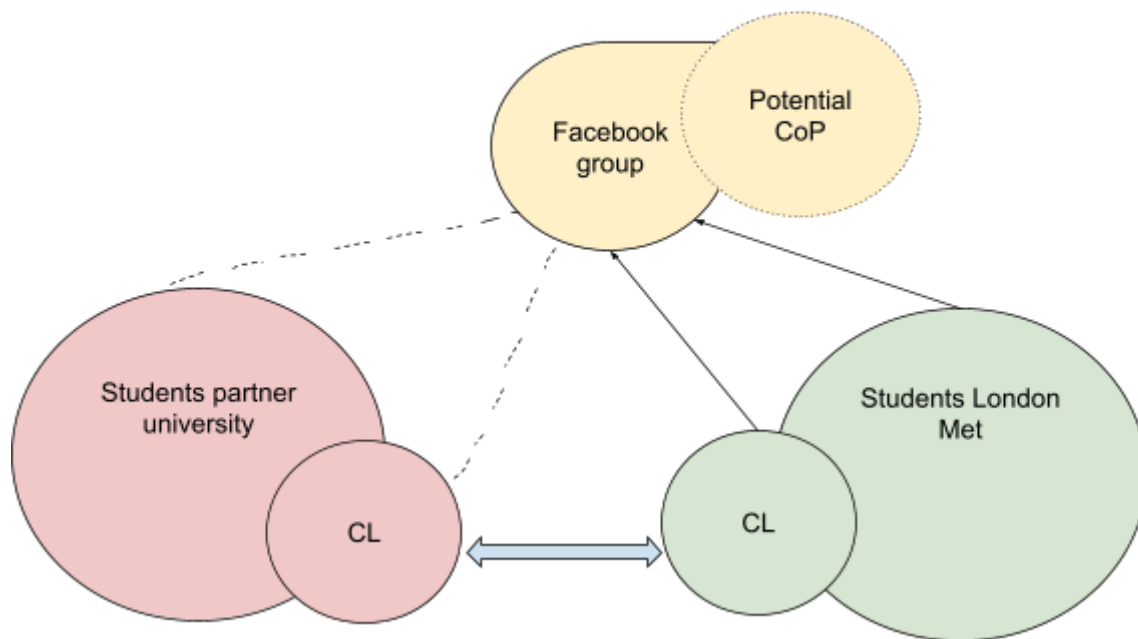 Potential
CoP
Facebook
group
Students partner
university
Students London
Met
CL
CL